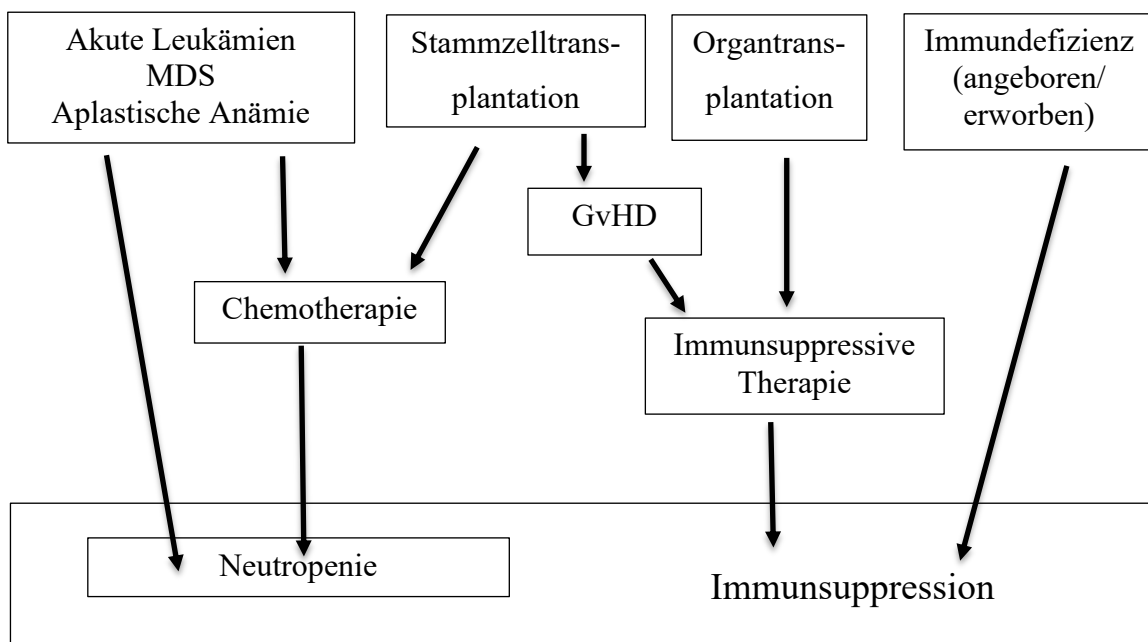 Akute Leukämien
MDS
Aplastische Anämie
Stammzelltrans-
plantation
Organtrans-
plantation
Immundefizienz
(angeboren/
erworben)
GvHD
Chemotherapie
Immunsuppressive
Therapie
Neutropenie
Immunsuppression